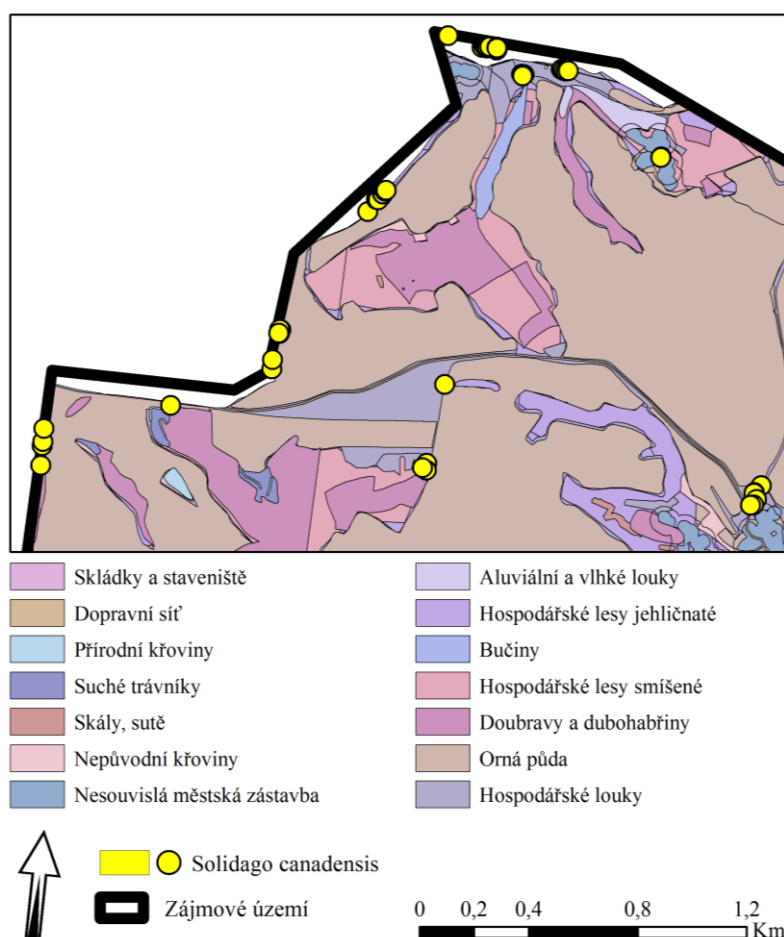 Skládky a staveniště
Dopravní síť
Přírodní křoviny
Suché trávníky
Skály, sutě
Nepůvodní křoviny
Nesouvislá městská zástavba
Aluviální a vlhké louky
Hospodářské lesy jehličnaté
Bučiny
Hospodářské lesy smíšené
Doubravy a dubohabřiny
Orná půda
Hospodářské louky
Solidago canadensis
Zájmové území
0 0,2 0,4 0,8 1,2
Km